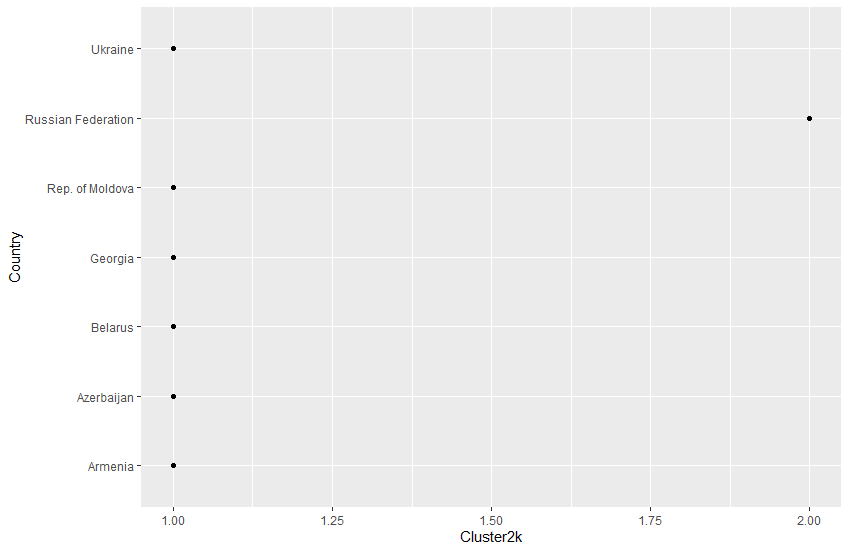 Ukraine
Russian Federation
Rep. of Moldova
Georgia
Belarus
Azerbaijan
Armenia
Country
1.00 1.25 1.50 1.75 2.00
Cluster2k